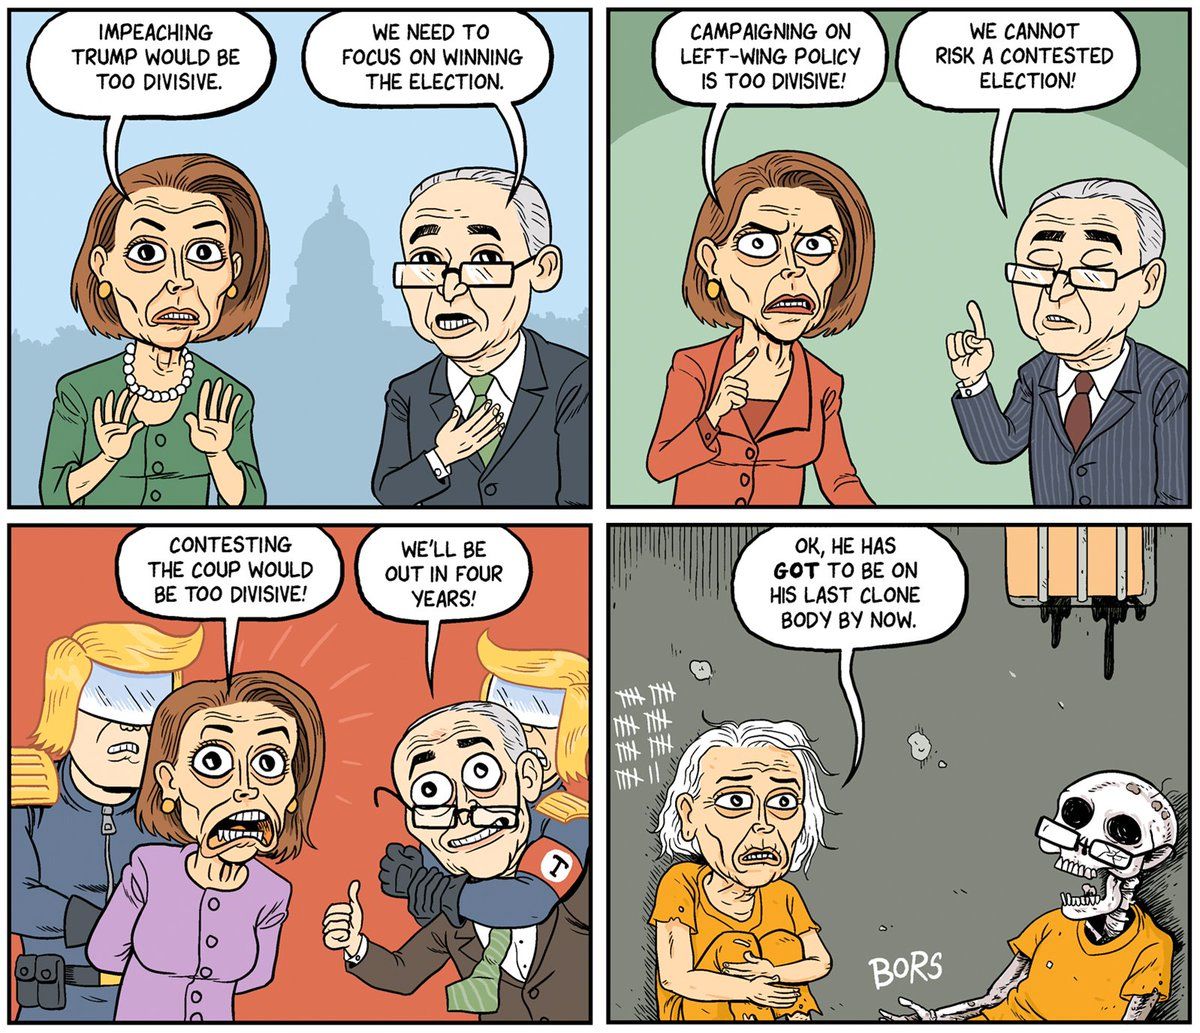 IMPEACHING
TRUMP WOULD BE
TOO DIVISIVE.
WE NEED TO
FOCUS ON WINNING
THE ELECTION.
CAMPAIGNING ON
LEFT-WING POLICY
IS TOO DIVISIVE!
WE CANNOT
RISK A CONTESTED
ELECTION!
CONTESTING
THE COUP WOULD
BE TOO DIVISIVE!
WE'LL BE
OUT IN FOUR
YEARS!
T
OK, HE HAS
GOT TO BE ON
HIS LAST CLONE
BODY BY NOW.
BORS